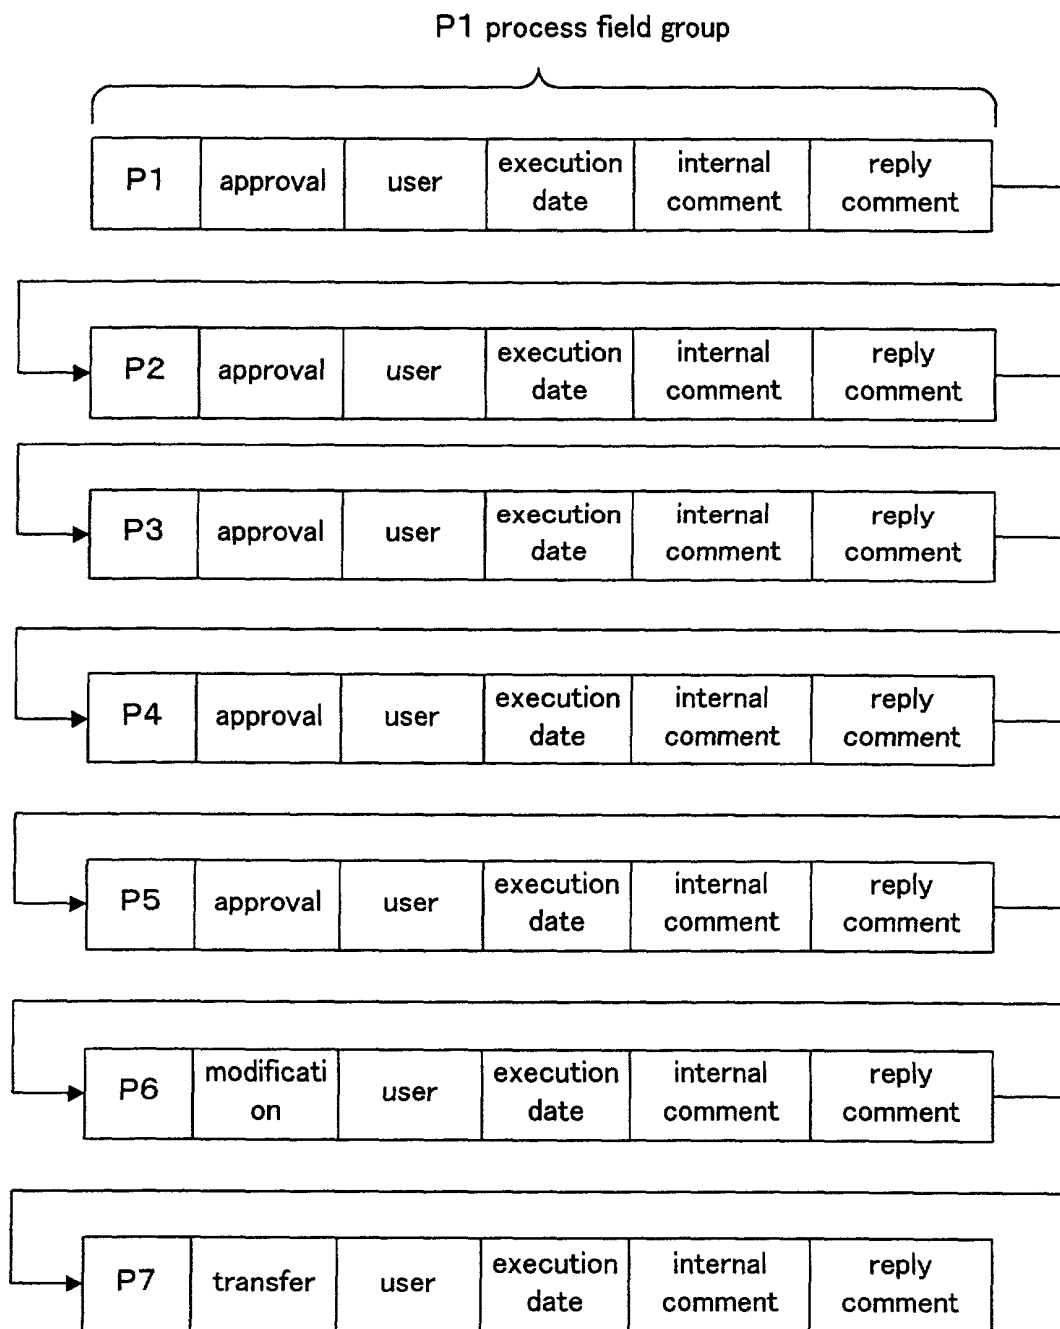 P1 process field group
P1 approval user execution date internal comment reply comment
P2 approval user execution date internal comment reply comment
P3 approval user execution date internal comment reply comment
P4 approval user execution date internal comment reply comment
P5 approval user execution date internal comment reply comment
P6 modificati on user execution date internal comment reply comment
P7 transfer user execution date internal comment reply comment